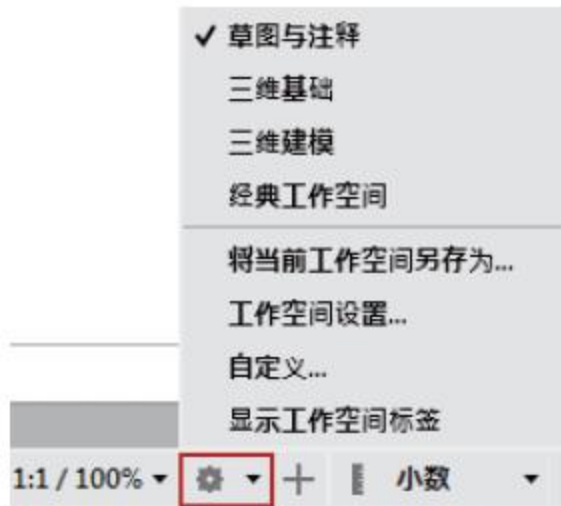 草图与注释
三维基础
三维建模
经典工作空间
将当前工作空间另存为...
工作空间设置...
自定义...
显示工作空间标签
1:1 / 100% 小数